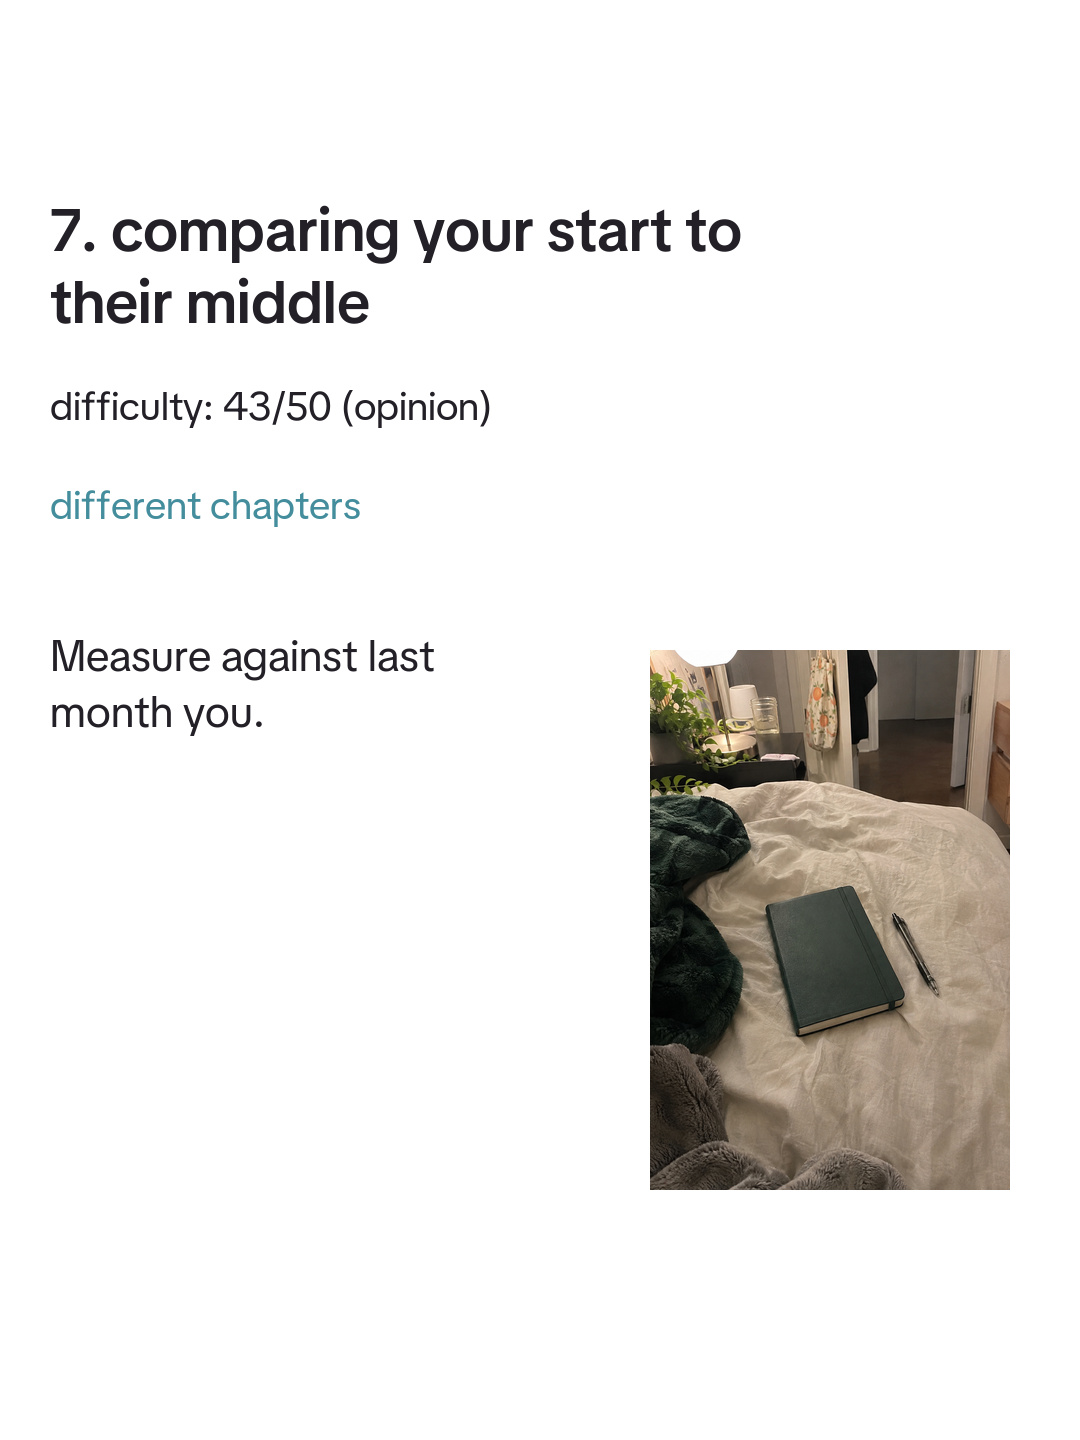 7. comparing your start to
their middle
difficulty: 43/50 (opinion)
different chapters
Measure against last
month you.